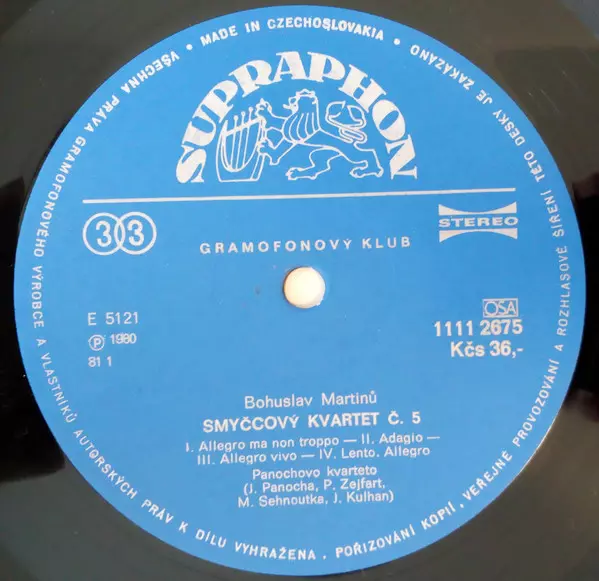 VŠECHNA PRÁVA GRAMOFONOVÉHO VÝROBCE A VLASTNÍKŮ AUTORSKÝCH PRÁV K DÍLU VYHRAŽENA. POŘIZOVÁNÍ KOPIÍ, VEŘEJNÉ PROVOZOVÁNÍ A ROZHLASOVÉ ŠÍŘENÍ TÉTO DESKY JE ZAKÁZÁNO • MADE IN CZECHOSLOVAKIA •
SUPRAPHON
33
STEREO
GRAMOFONOVÝ KLUB
E 5121
Ⓟ 1980
81 1
OSA
1111 2675
Kčs 36,-
Bohuslav Martinů
SMYČCOVÝ KVARTET Č. 5
I. Allegro ma non troppo — II. Adagio —
III. Allegro vivo — IV. Lento. Allegro
Panochovo kvarteto
(J. Panocha, P. Zejfart,
M. Sehnoutka, J. Kulhan)